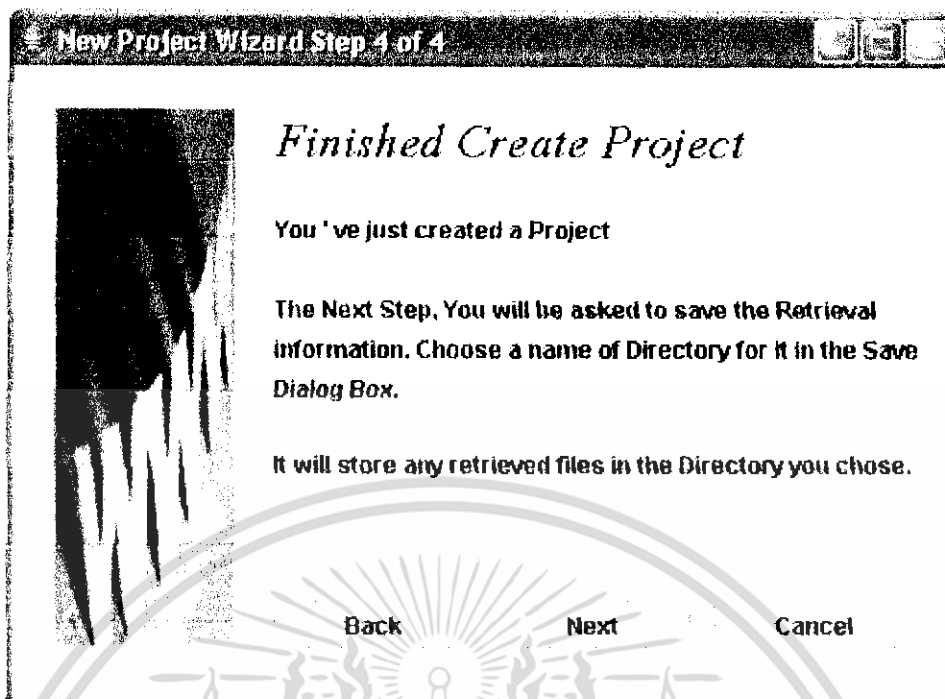 New Project Wizard Step 4 of 4
Finished Create Project
You 've just created a Project
The Next Step, You will be asked to save the Retrieval
information. Choose a name of Directory for it in the Save
Dialog Box.
It will store any retrieved files in the Directory you chose.
Back Next Cancel